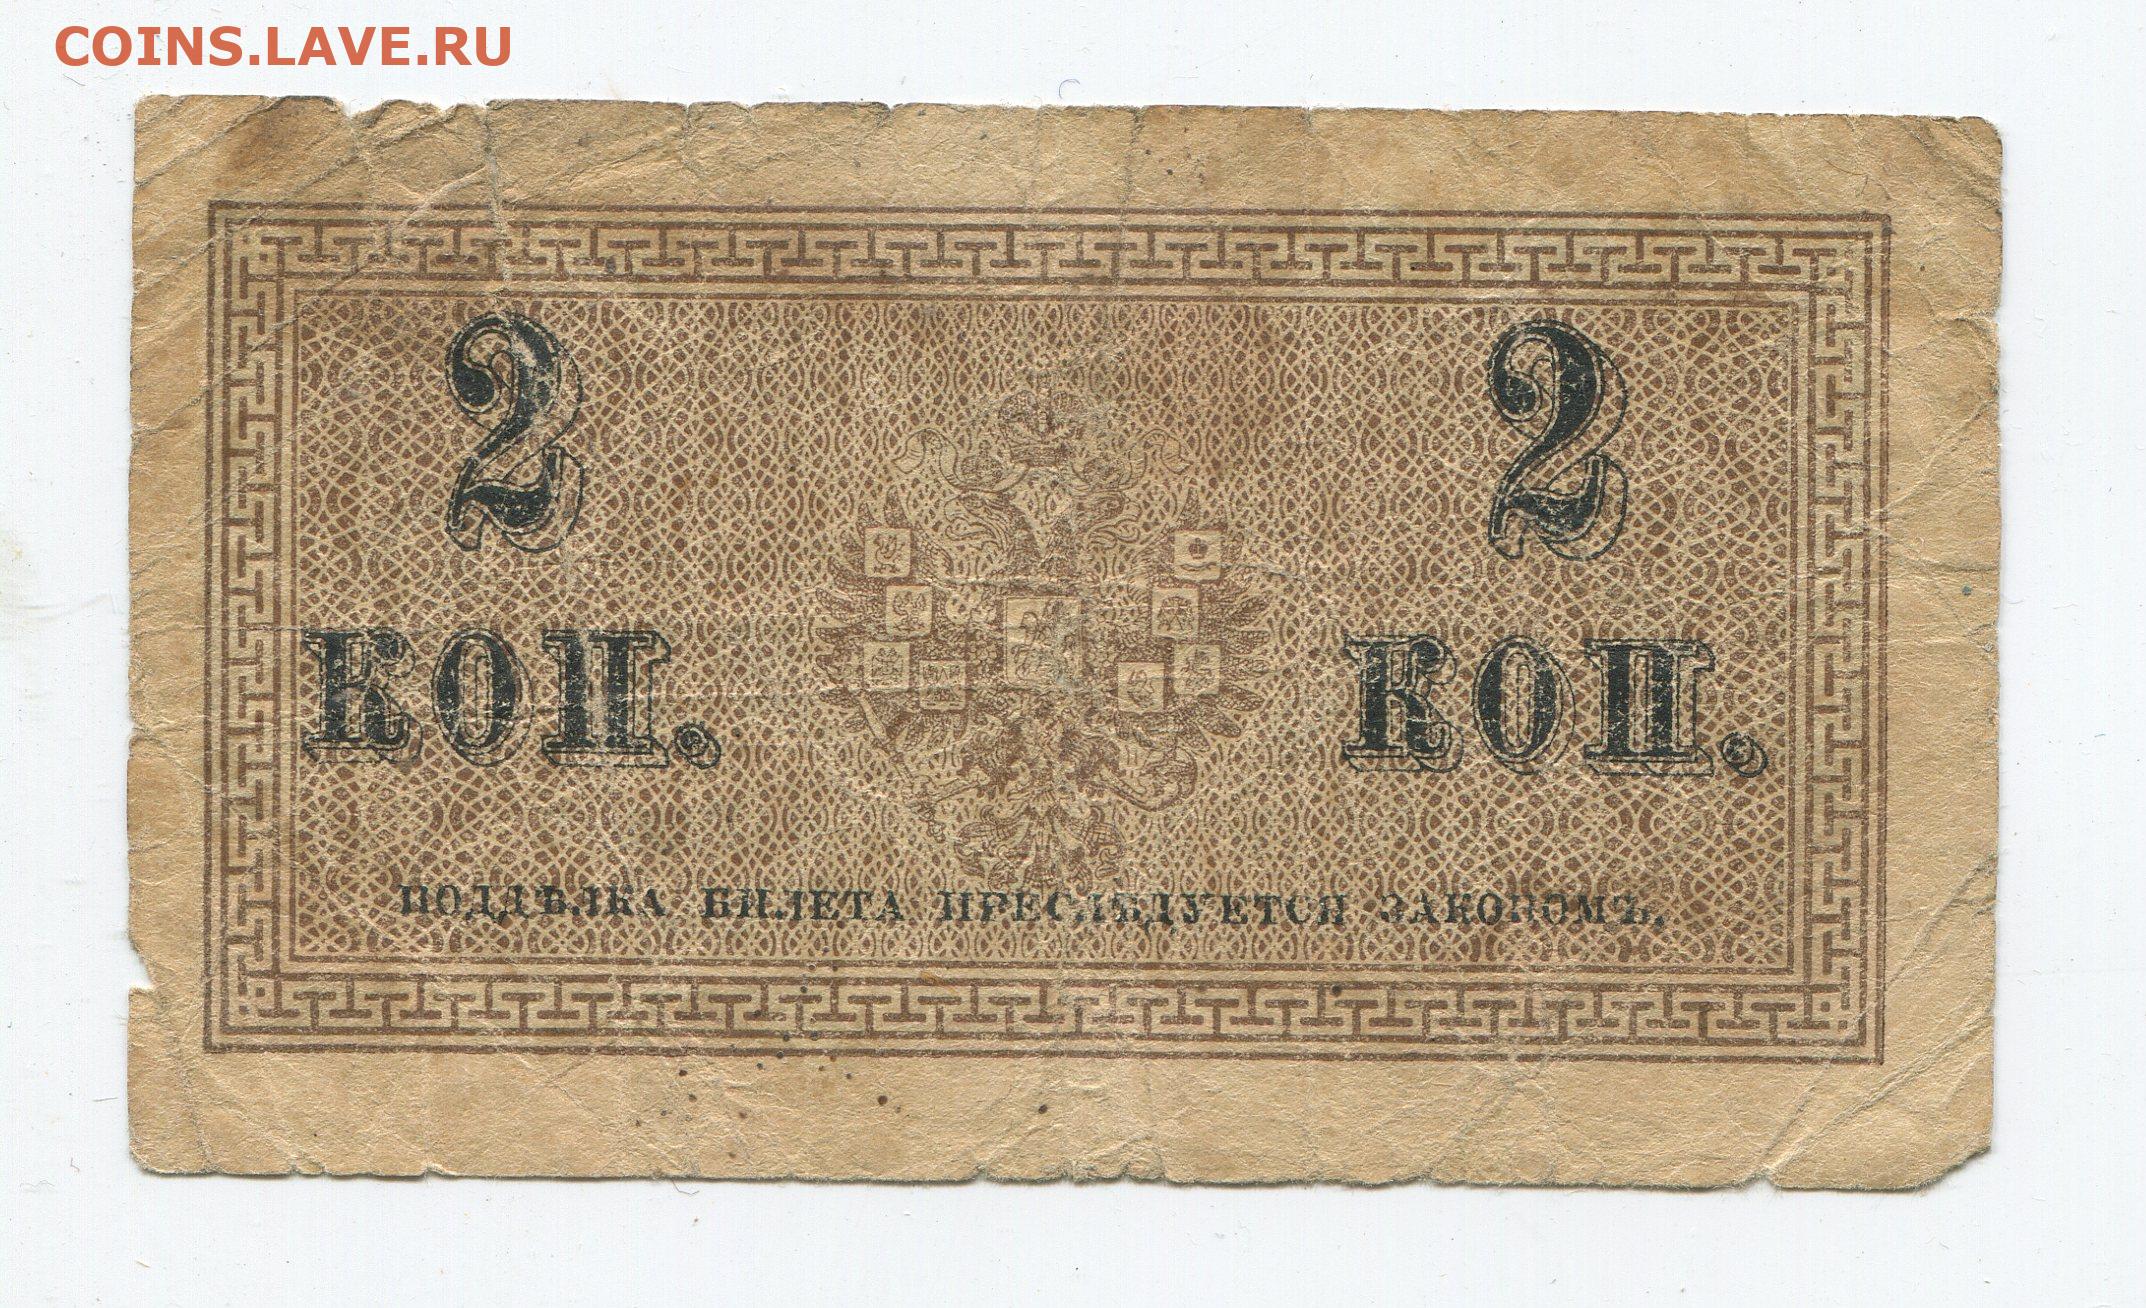 COINS.LAVE.RU
2 2
КОП. КОП.
ПОДДѢЛКА БИЛЕТА ПРЕСЛѢДУЕТСЯ ЗАКОНОМЪ.